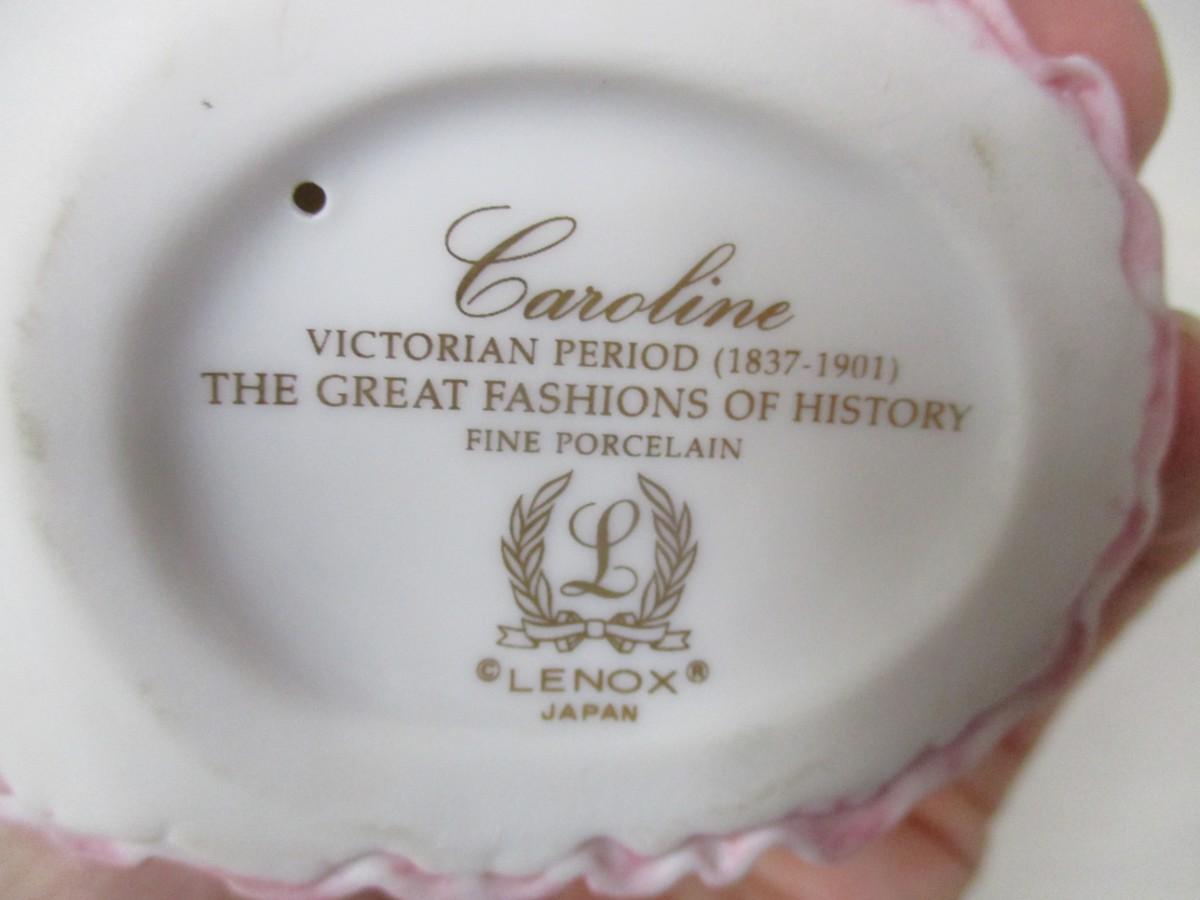 Caroline
VICTORIAN PERIOD (1837-1901)
THE GREAT FASHIONS OF HISTORY
FINE PORCELAIN
L
© LENOX ®
JAPAN